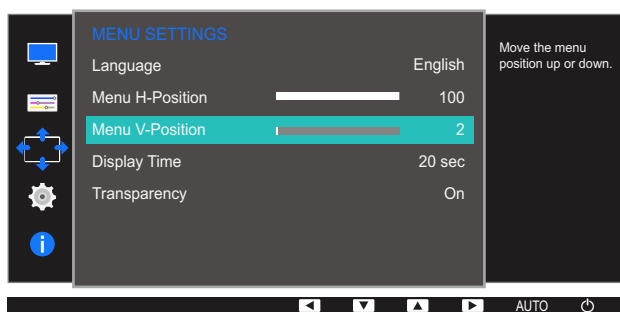 MENU SETTINGS
Language English
Menu H-Position 100
Menu V-Position 2
Display Time 20 sec
Transparency On
Move the menu
position up or down.
AUTO